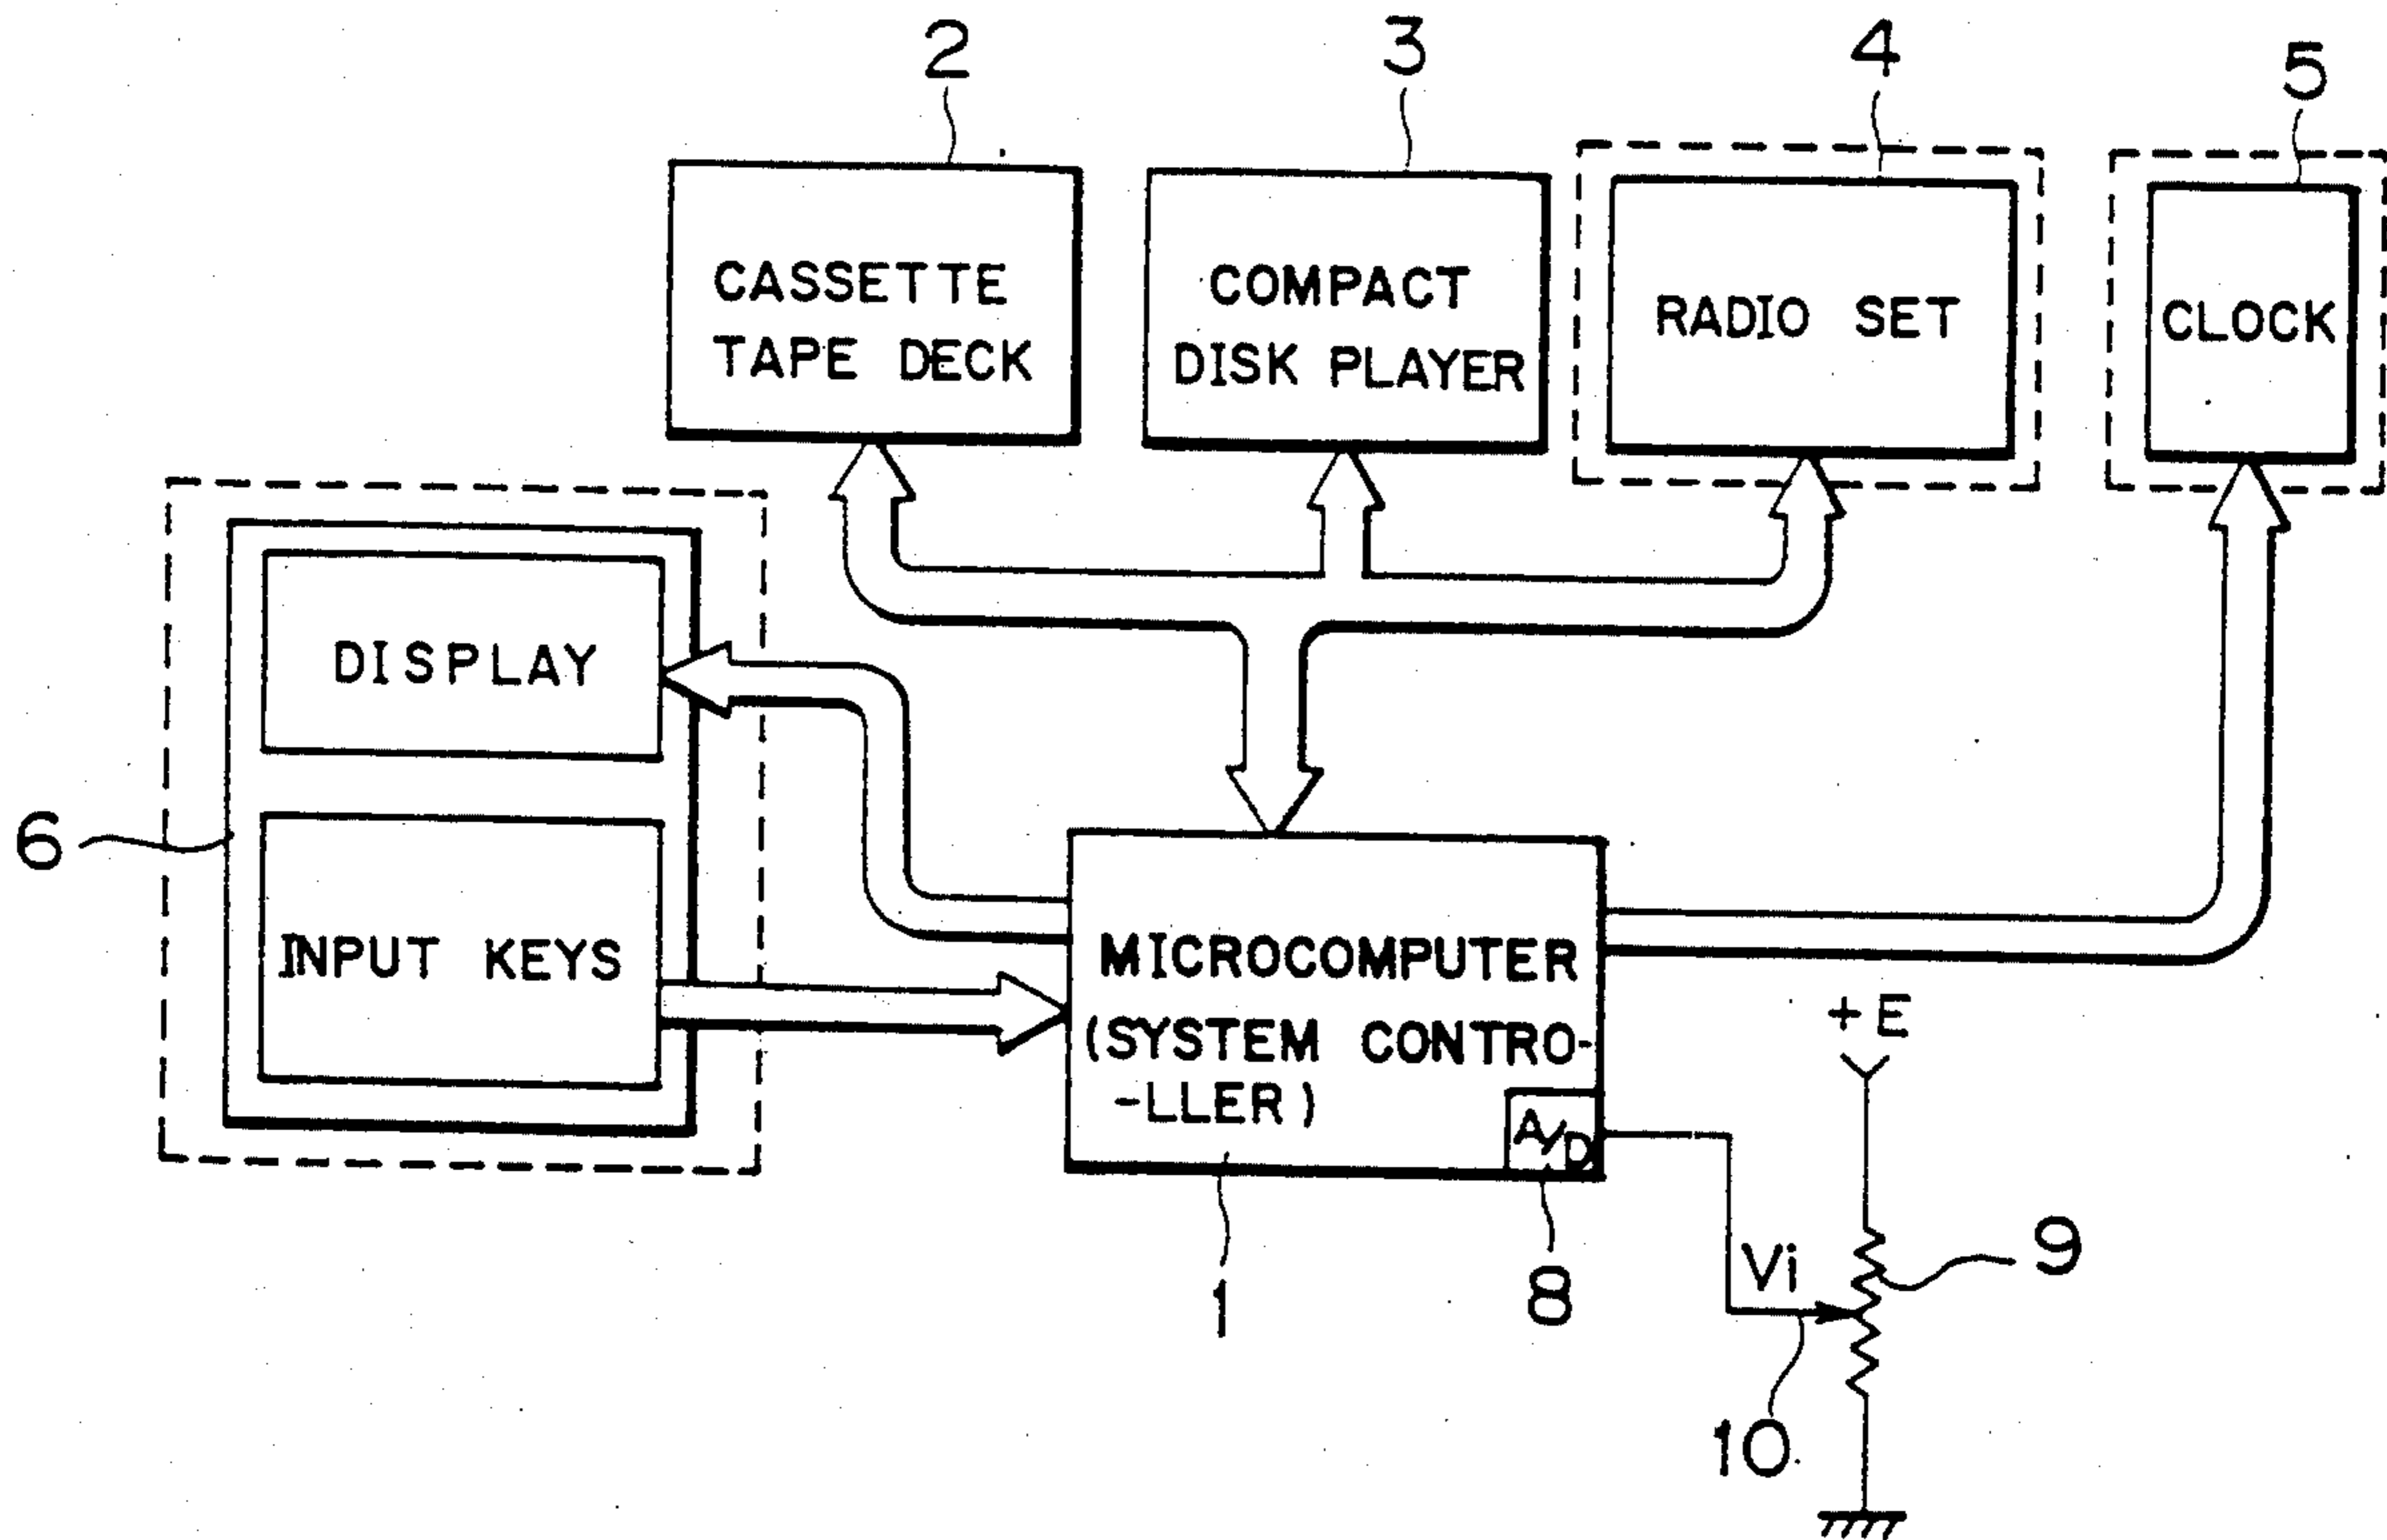 2
3
4
5
CASSETTE
TAPE DECK
COMPACT
DISK PLAYER
RADIO SET
CLOCK
DISPLAY
6
INPUT KEYS
MICROCOMPUTER
(SYSTEM CONTRO-
-LLER)
A/D
+E
1
8
Vi
9
10